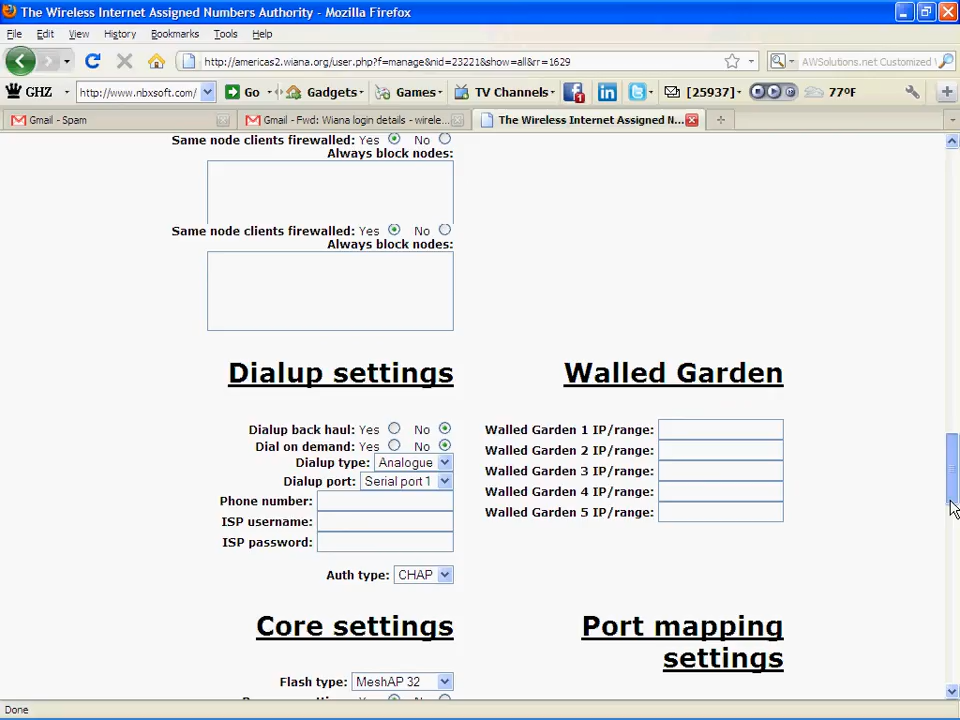 The Wireless Internet Assigned Numbers Authority - Mozilla Firefox
File Edit View History Bookmarks Tools Help
http://americas2.wiana.org/user.php?f=manage&nid=23221&show=all&rr=1629
AWSolutions.net Customized
GHZ http://www.nbxsoft.com/ Go Gadgets Games TV Channels [25937] 77ºF
Gmail - Spam
Gmail - Fwd: Wiana login details - wirele...
The Wireless Internet Assigned N...
Same node clients firewalled: Yes No
Always block nodes:
Same node clients firewalled: Yes No
Always block nodes:
Dialup settings
Dialup back haul: Yes No
Dial on demand: Yes No
Dialup type: Analogue
Dialup port: Serial port 1
Phone number:
ISP username:
ISP password:
Auth type: CHAP
Walled Garden
Walled Garden 1 IP/range:
Walled Garden 2 IP/range:
Walled Garden 3 IP/range:
Walled Garden 4 IP/range:
Walled Garden 5 IP/range:
Core settings
Flash type: MeshAP 32
Port mapping
settings
Done